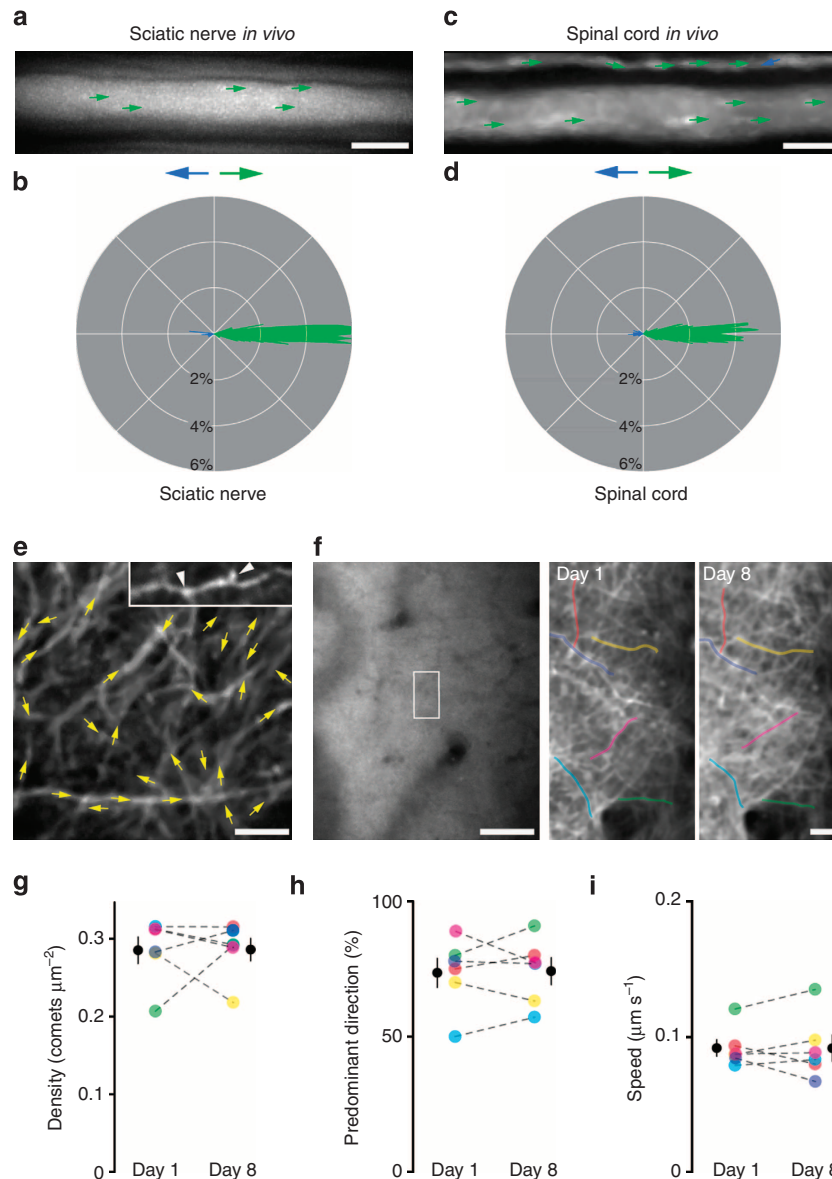 a
Sciatic nerve in vivo
c
Spinal cord in vivo
b
d
2%
4%
6%
Sciatic nerve
2%
4%
6%
Spinal cord
e
f
Day 1
Day 8
g
Density (comets μm⁻²)
0.3
0.2
0.1
0
Day 1
Day 8
h
Predominant direction (%)
100
50
0
Day 1
Day 8
i
Speed (μm s⁻¹)
0.2
0.1
0
Day 1
Day 8